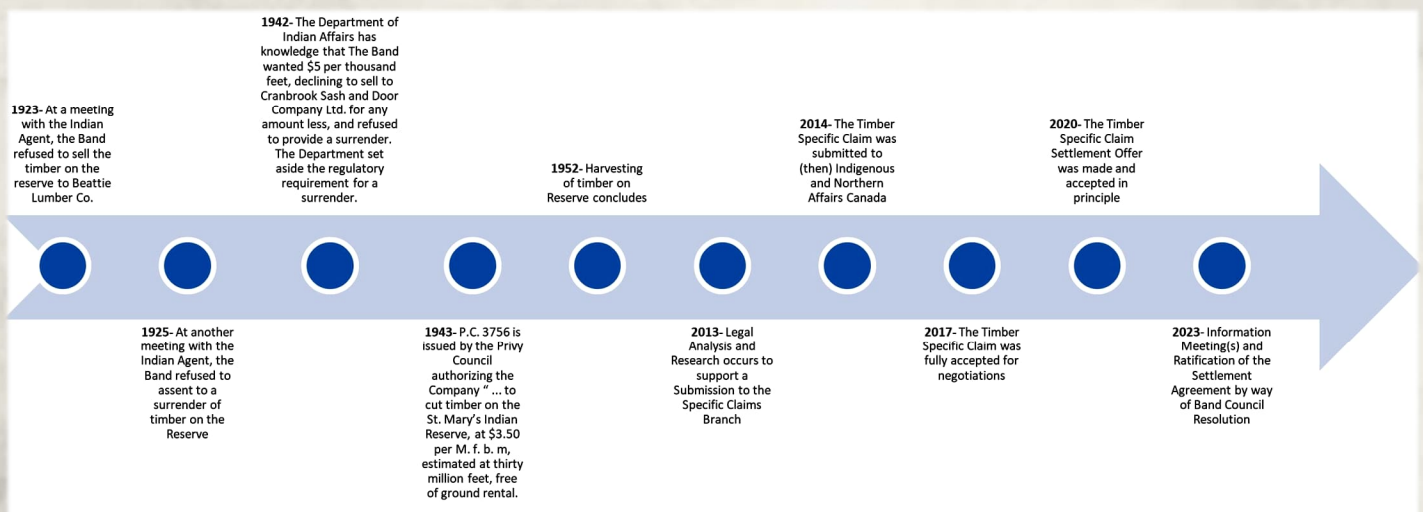 1923- At a meeting
with the Indian
Agent, the Band
refused to sell the
timber on the
reserve to Beattie
Lumber Co.
1925- At another
meeting with the
Indian Agent, the
Band refused to
assent to a
surrender of
timber on the
Reserve
1942- The Department of
Indian Affairs has
knowledge that The Band
wanted $5 per thousand
feet, declining to sell to
Cranbrook Sash and Door
Company Ltd. for any
amount less, and refused
to provide a surrender.
The Department set
aside the regulatory
requirement for a
surrender.
1943- P.C. 3756 is
issued by the Privy
Council
authorizing the
Company " ... to
cut timber on the
St. Mary's Indian
Reserve, at $3.50
per M. f. b. m,
estimated at thirty
million feet, free
of ground rental.
1952- Harvesting
of timber on
Reserve concludes
2013- Legal
Analysis and
Research occurs to
support a
Submission to the
Specific Claims
Branch
2014- The Timber
Specific Claim was
submitted to
(then) Indigenous
and Northern
Affairs Canada
2017- The Timber
Specific Claim was
fully accepted for
negotiations
2020- The Timber
Specific Claim
Settlement Offer
was made and
accepted in
principle
2023- Information
Meeting(s) and
Ratification of the
Settlement
Agreement by way
of Band Council
Resolution